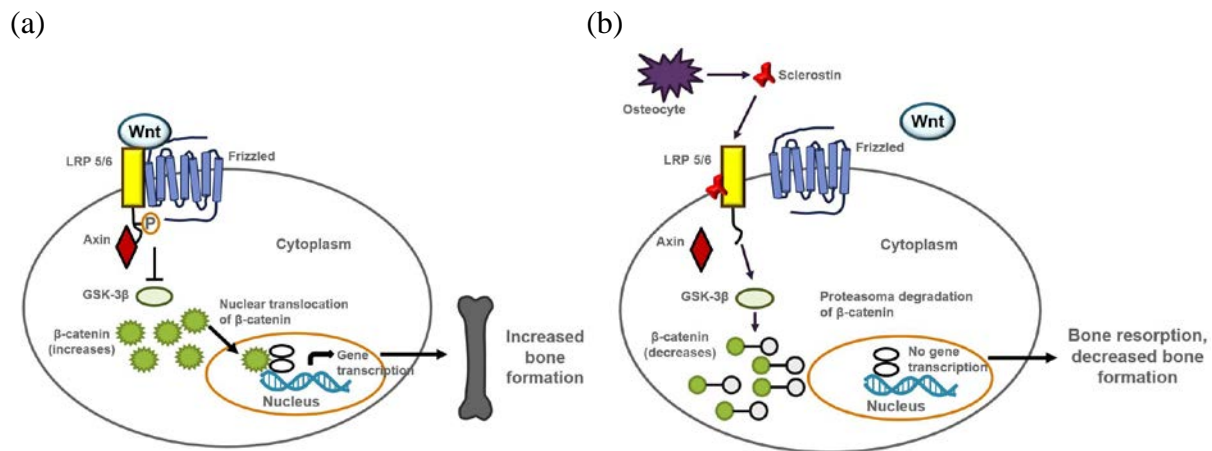 (a)
Wnt
LRP 5/6
Frizzled
P
Axin
Cytoplasm
GSK-3β
Nuclear translocation
of β-catenin
β-catenin
(increases)
Gene
transcription
Nucleus
Increased
bone
formation
(b)
Sclerostin
Osteocyte
Wnt
LRP 5/6
Frizzled
Axin
Cytoplasm
GSK-3β
Proteasoma degradation
of β-catenin
β-catenin
(decreases)
No gene
transcription
Nucleus
Bone resorption,
decreased bone
formation